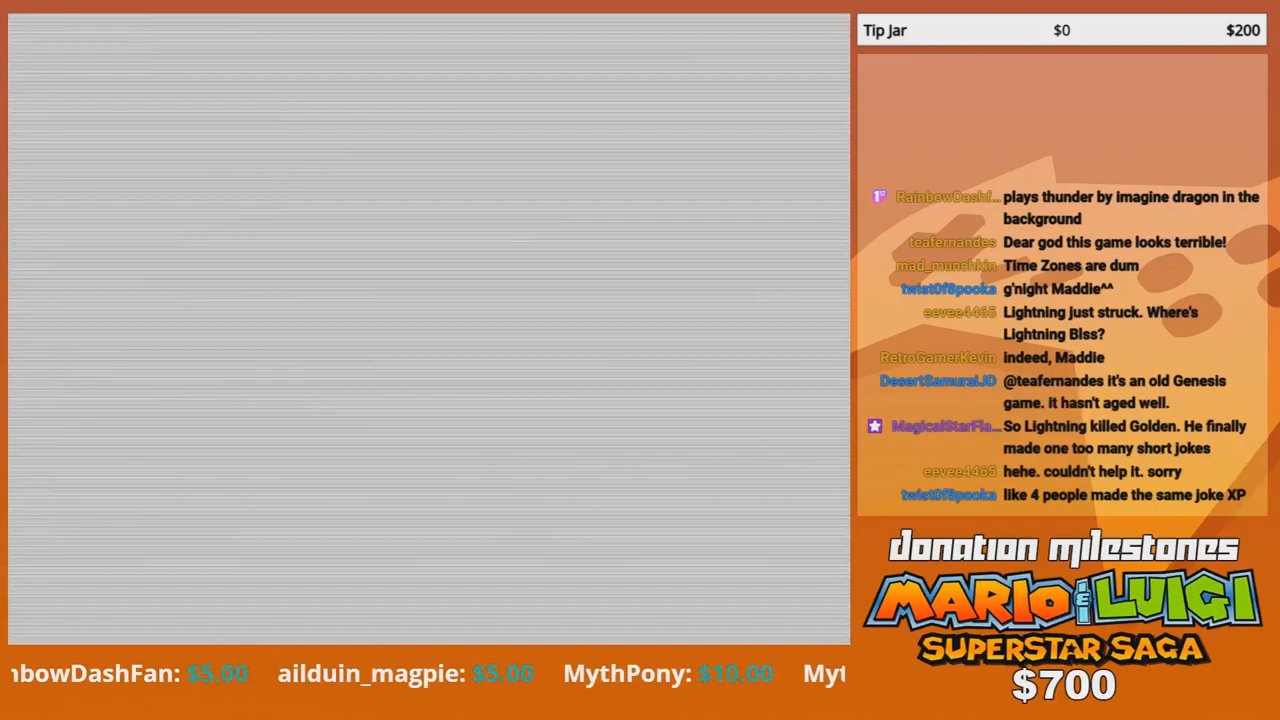 Tip Jar $0 $200
RainbowDashf... plays thunder by imagine dragon in the
background
teafernandes Dear god this game looks terrible!
mad_munchkin Time Zones are dum
twist0f8pooka g'night Maddie^^
eevee4465 Lightning just struck. Where's
Lightning Blss?
RetroGamerKevin indeed, Maddie
DesertSamuraiJD @teafernandes it's an old Genesis
game. it hasn't aged well.
MagicalStarFla... So Lightning killed Golden. He finally
made one too many short jokes
eevee4465 hehe. couldn't help it. sorry
twist0f8pooka like 4 people made the same joke XP
donation milestones
MARIO & LUIGI
SUPERSTAR SAGA
$700
nbowDashFan: $5.00 ailduin_magpie: $5.00 MythPony: $10.00 Myt